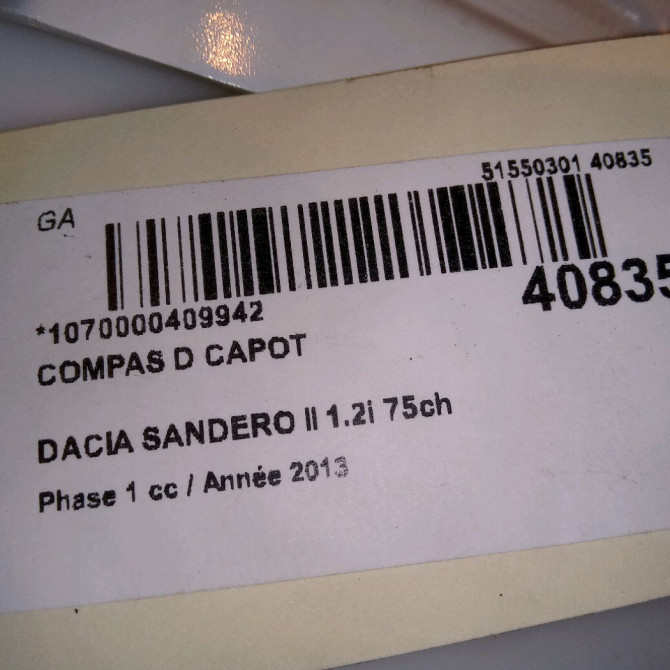 51550301 40835
GA
40835
*1070000409942
COMPAS D CAPOT
DACIA SANDERO II 1.2i 75ch
Phase 1 cc / Année 2013